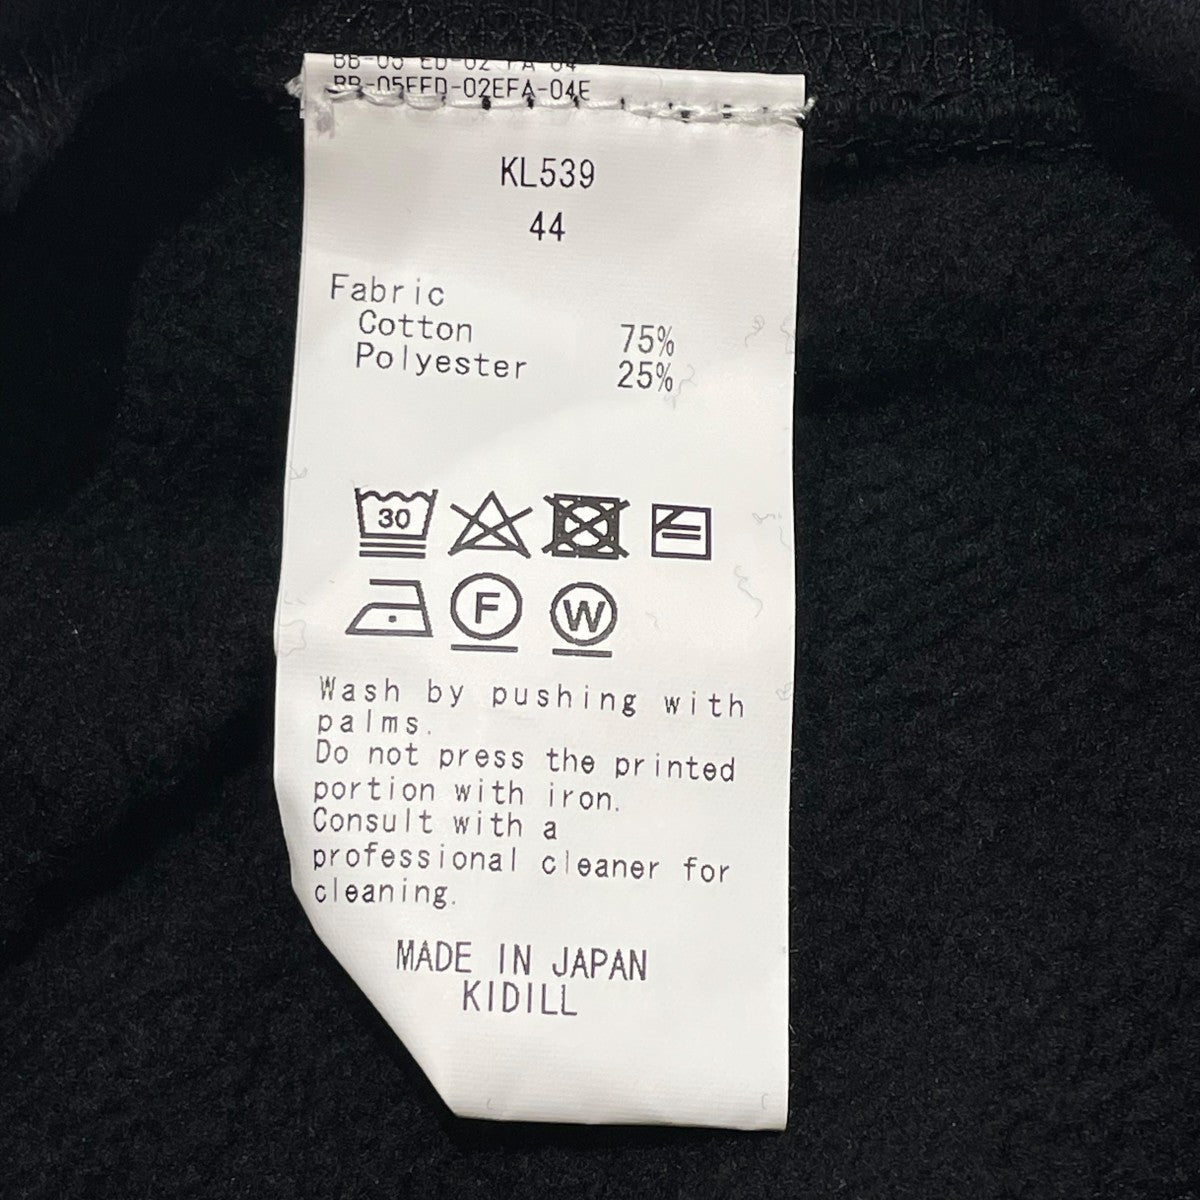 KL539
44
Fabric
Cotton 75%
Polyester 25%
30
F W
Wash by pushing with
palms.
Do not press the printed
portion with iron.
Consult with a
professional cleaner for
cleaning.
MADE IN JAPAN
KIDILL